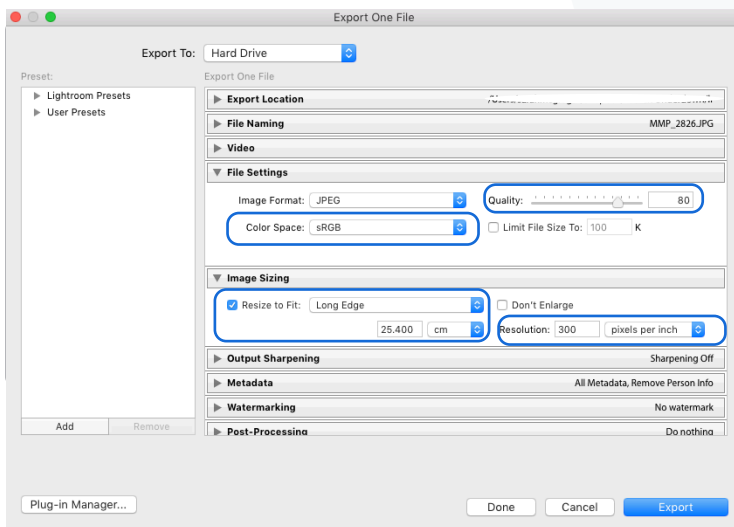 Export One File
Export To: Hard Drive
Preset:
Export One File
Lightroom Presets
User Presets
Export Location
File Naming MMP_2826.JPG
Video
File Settings
Image Format: JPEG Quality: 80
Color Space: sRGB Limit File Size To: 100 K
Image Sizing
Resize to Fit: Long Edge Don't Enlarge
25.400 cm Resolution: 300 pixels per inch
Output Sharpening Sharpening Off
Metadata All Metadata, Remove Person Info
Watermarking No watermark
Add Remove Post-Processing Do nothing
Plug-in Manager... Done Cancel Export